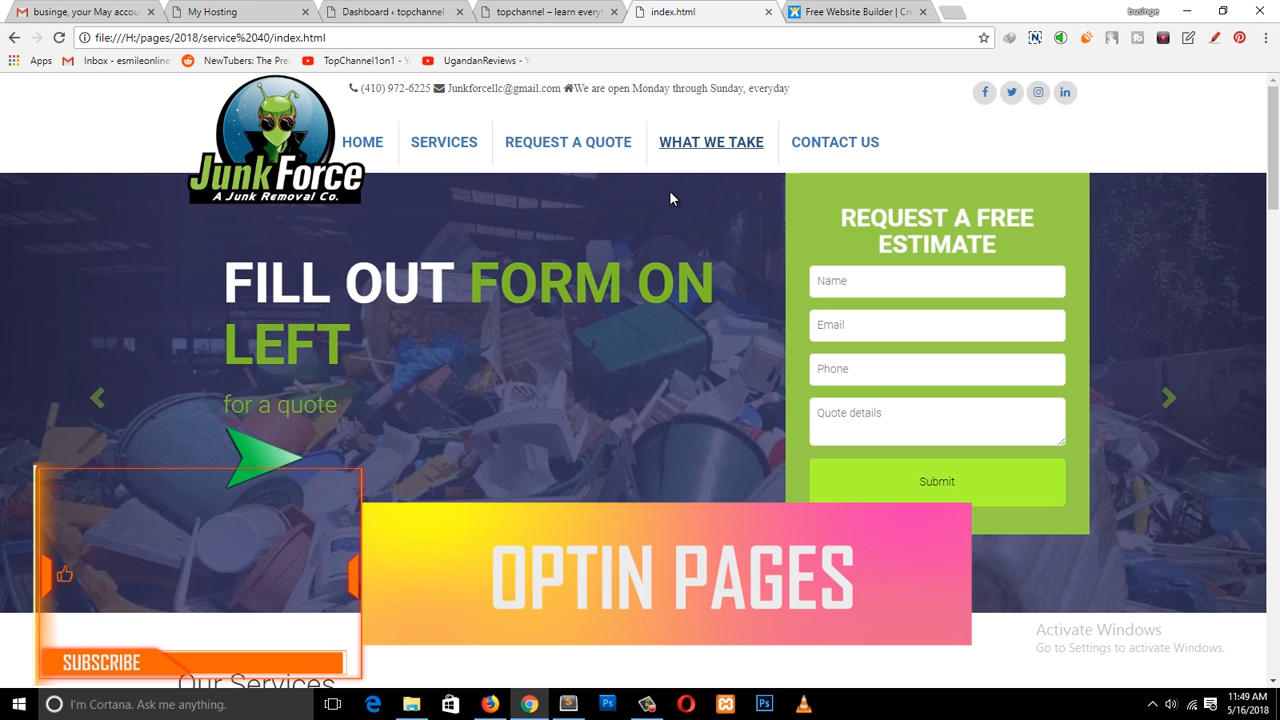 businge, your May accou
My Hosting
Dashboard ‹ topchannel -
topchannel – learn every
index.html
Free Website Builder | Cre
businge
file:///H:/pages/2018/service%2040/index.html
Apps
Inbox - esmileonline
NewTubers: The Pre
TopChannel1on1 - Y
UgandanReviews - Y
(410) 972-6225 Junkforcellc@gmail.com We are open Monday through Sunday, everyday
Junk Force
A Junk Removal Co.
HOME
SERVICES
REQUEST A QUOTE
WHAT WE TAKE
CONTACT US
FILL OUT FORM ON
LEFT
for a quote
REQUEST A FREE
ESTIMATE
Name
Email
Phone
Quote details
Submit
OPTIN PAGES
SUBSCRIBE
Our Services
Activate Windows
Go to Settings to activate Windows.
I'm Cortana. Ask me anything.
11:49 AM
5/16/2018